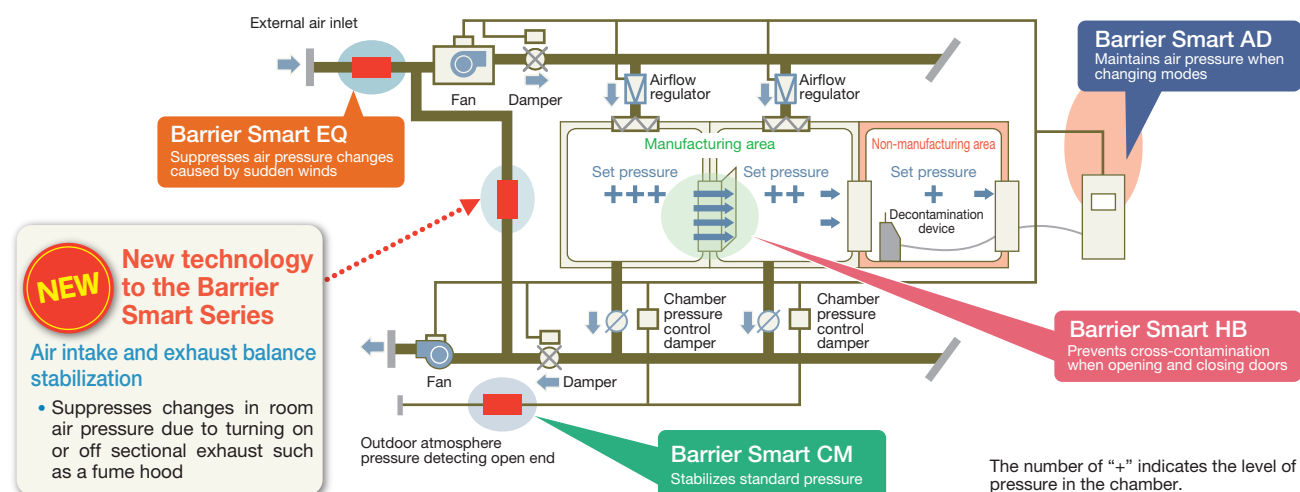 External air inlet
Fan
Damper
Airflow
regulator
Airflow
regulator
Barrier Smart AD
Maintains air pressure when
changing modes
Barrier Smart EQ
Suppresses air pressure changes
caused by sudden winds
Manufacturing area
Non-manufacturing area
Set pressure
+++
Set pressure
++
Set pressure
+
Decontamination
device
NEW
New technology
to the Barrier
Smart Series
Air intake and exhaust balance
stabilization
• Suppresses changes in room
air pressure due to turning on
or off sectional exhaust such
as a fume hood
Chamber
pressure
control
damper
Chamber
pressure
control
damper
Barrier Smart HB
Prevents cross-contamination
when opening and closing doors
Fan
Damper
Outdoor atmosphere
pressure detecting open end
Barrier Smart CM
Stabilizes standard pressure
The number of “+” indicates the level of
pressure in the chamber.